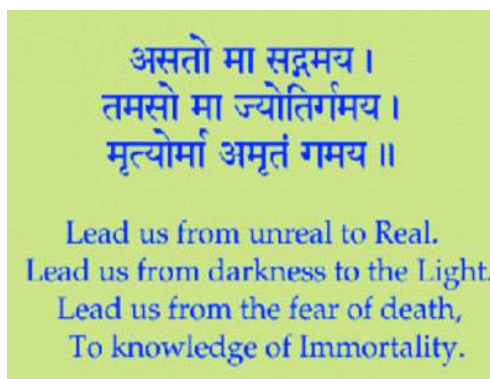 असतो मा सद्गमय ।
तमसो मा ज्योतिर्गमय ।
मृत्योर्मा अमृतं गमय ॥
Lead us from unreal to Real.
Lead us from darkness to the Light.
Lead us from the fear of death,
To knowledge of Immortality.